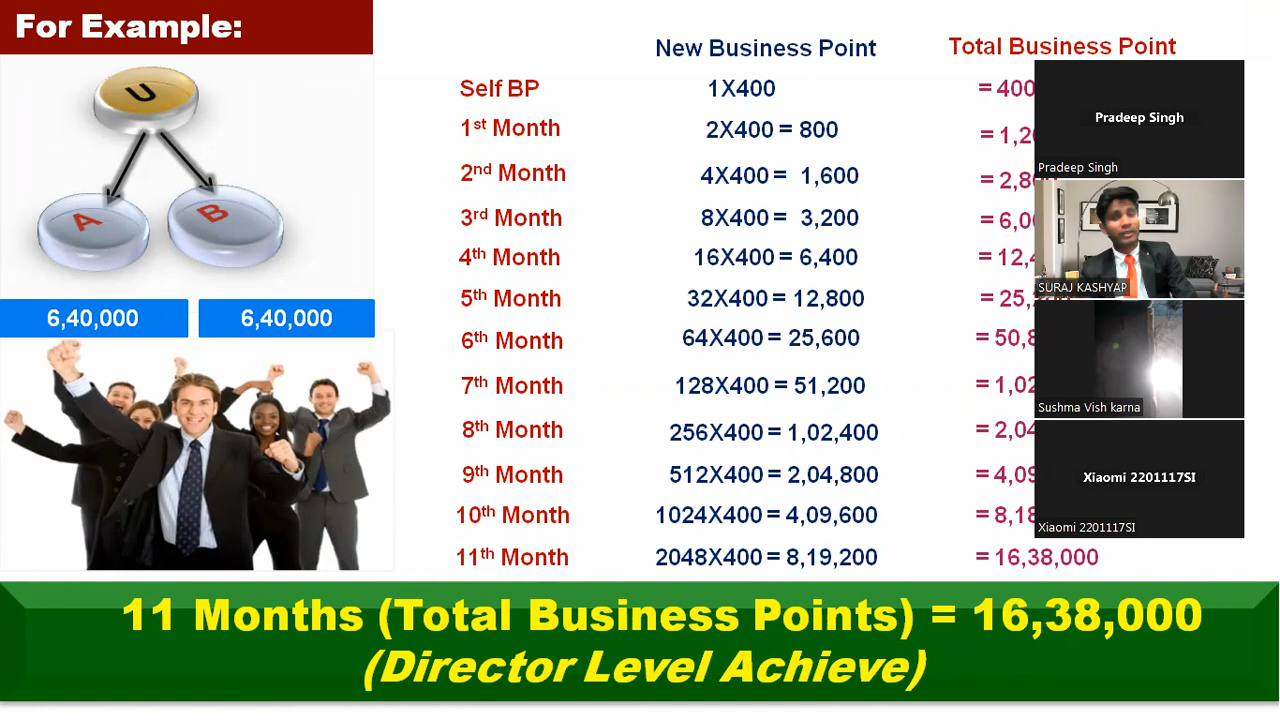 For Example:
U
A
B
6,40,000
6,40,000
New Business Point
Total Business Point
Self BP 1X400 = 400
1st Month 2X400 = 800
2nd Month 4X400 = 1,600
3rd Month 8X400 = 3,200
4th Month 16X400 = 6,400
5th Month 32X400 = 12,800
6th Month 64X400 = 25,600
7th Month 128X400 = 51,200
8th Month 256X400 = 1,02,400
9th Month 512X400 = 2,04,800
10th Month 1024X400 = 4,09,600
11th Month 2048X400 = 8,19,200 = 16,38,000
Pradeep Singh
Pradeep Singh
SURAJ KASHYAP
Sushma Vish karna
Xiaomi 2201117SI
Xiaomi 2201117SI
11 Months (Total Business Points) = 16,38,000
(Director Level Achieve)